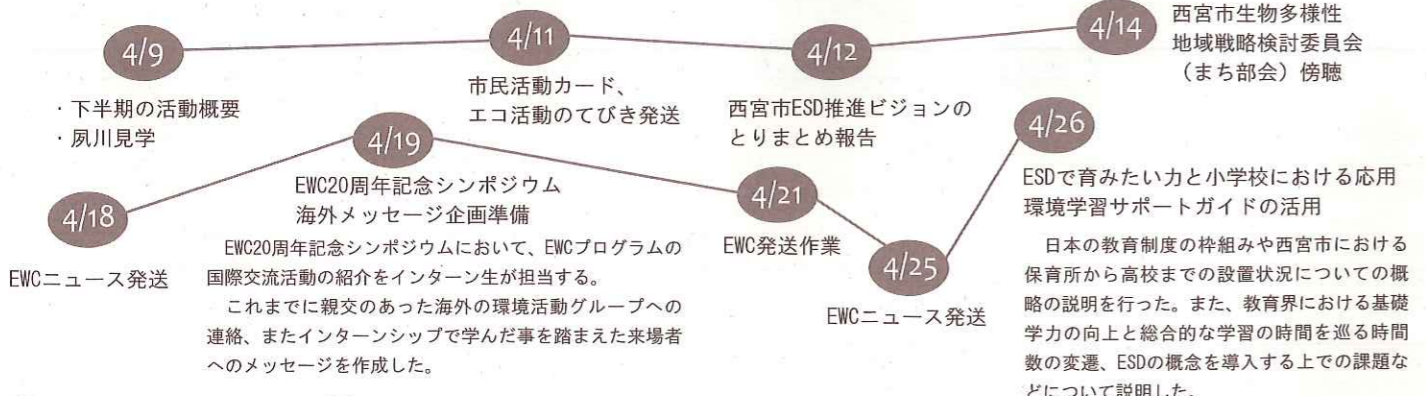 4/9
・下半期の活動概要
・夙川見学
4/11
市民活動カード、
エコ活動のてびき発送
4/12
西宮市ESD推進ビジョンの
とりまとめ報告
4/14
西宮市生物多様性
地域戦略検討委員会
（まち部会）傍聴
4/18
EWCニュース発送
4/19
EWC20周年記念シンポジウム
海外メッセージ企画準備
EWC20周年記念シンポジウムにおいて、EWCプログラムの
国際交流活動の紹介をインターン生が担当する。
これまでに親交のあった海外の環境活動グループへの
連絡、またインターンシップで学んだ事を踏まえた来場者
へのメッセージを作成した。
4/21
EWC発送作業
4/25
EWCニュース発送
4/26
ESDで育みたい力と小学校における応用
環境学習サポートガイドの活用
日本の教育制度の枠組みや西宮市における
保育所から高校までの設置状況についての概
略の説明を行った。また、教育界における基礎
学力の向上と総合的な学習の時間を巡る時間
数の変遷、ESDの概念を導入する上での課題な
どについて説明した。